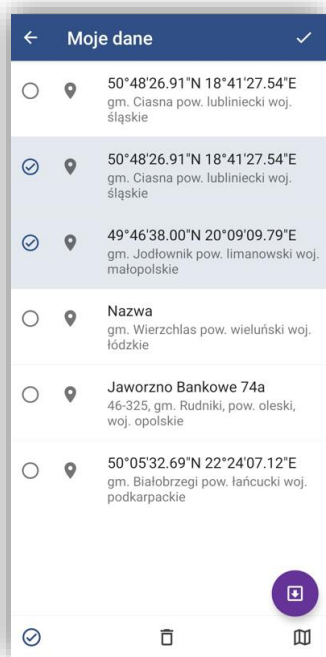 Moje dane
50°48'26.91"N 18°41'27.54"E
gm. Ciasna pow. lubliniecki woj.
śląskie
50°48'26.91"N 18°41'27.54"E
gm. Ciasna pow. lubliniecki woj.
śląskie
49°46'38.00"N 20°09'09.79"E
gm. Jodłownik pow. limanowski woj.
małopolskie
Nazwa
gm. Wierzchlas pow. wieluński woj.
łódzkie
Jaworzno Bankowe 74a
46-325, gm. Rudniki, pow. oleski,
woj. opolskie
50°05'32.69"N 22°24'07.12"E
gm. Białobrzegi pow. łańcucki woj.
podkarpackie